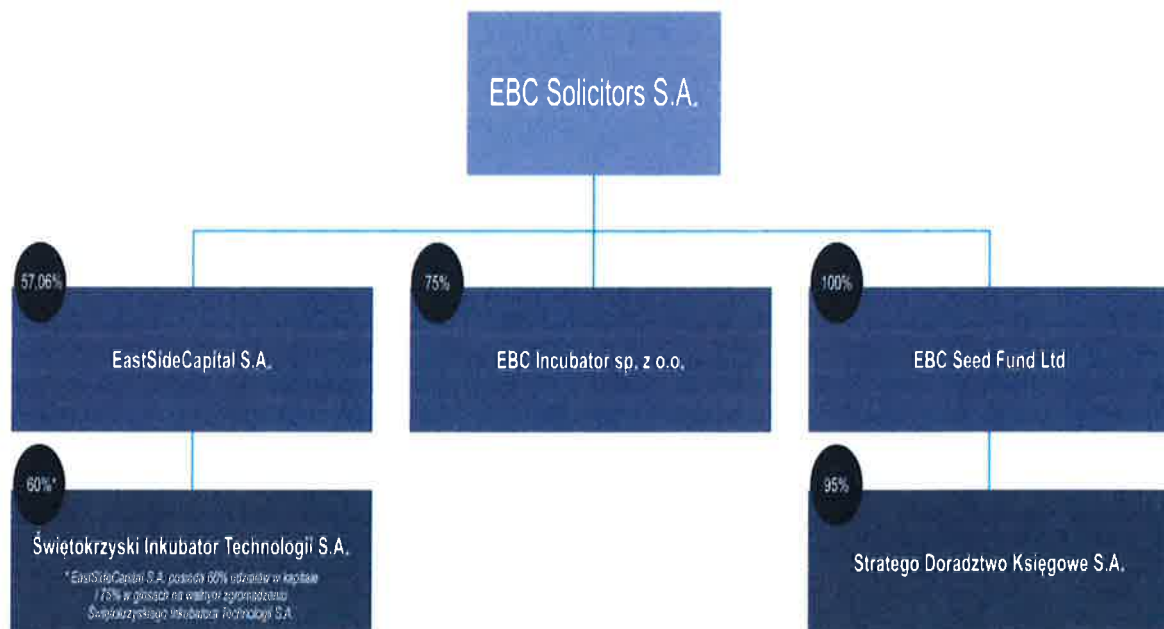 EBC Solicitors S.A.
57,06%
75%
100%
EastSideCapital S.A.
EBC Incubator sp. z o.o.
EBC Seed Fund Ltd
60%*
95%
Świętokrzyski Inkubator Technologii S.A.
* EastSideCapital S.A. posiada 60% udziałów w kapitale
i 75% w głosach na walnym zgromadzeniu
Świętokrzyskiego Inkubatora Technologii S.A.
Stratego Doradztwo Księgowe S.A.